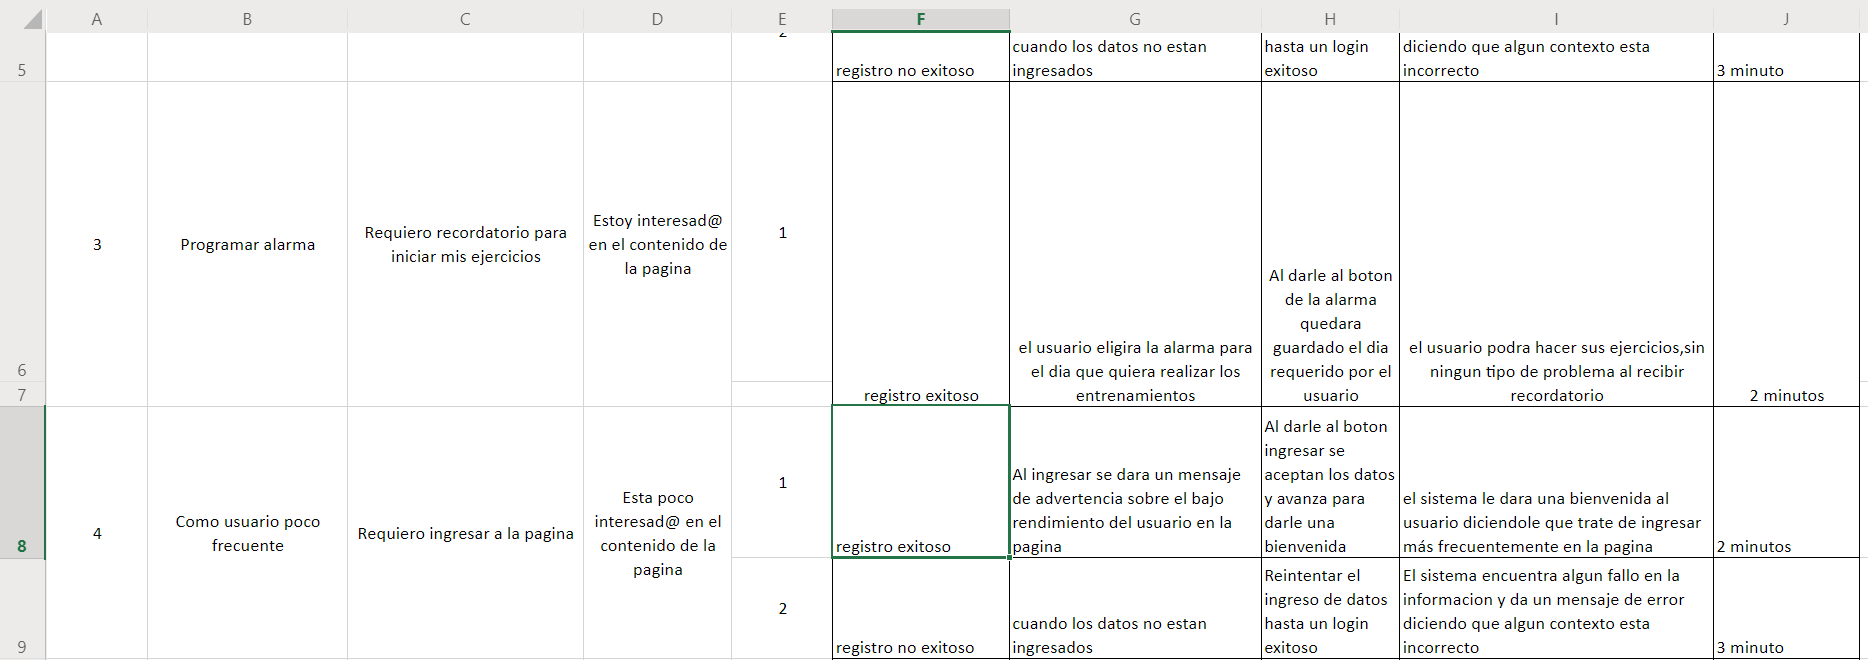 A B C D E F G H I J
5
2
registro no exitoso
cuando los datos no estan
ingresados
hasta un login
exitoso
diciendo que algun contexto esta
incorrecto
3 minuto
6
7
3
Programar alarma
Requiero recordatorio para
iniciar mis ejercicios
Estoy interesad@
en el contenido de
la pagina
1
registro exitoso
el usuario eligira la alarma para
el dia que quiera realizar los
entrenamientos
Al darle al boton
de la alarma
quedara
guardado el dia
requerido por el
usuario
el usuario podra hacer sus ejercicios,sin
ningun tipo de problema al recibir
recordatorio
2 minutos
8
4
Como usuario poco
frecuente
Requiero ingresar a la pagina
Esta poco
interesad@ en el
contenido de la
pagina
1
registro exitoso
Al ingresar se dara un mensaje
de advertencia sobre el bajo
rendimiento del usuario en la
pagina
Al darle al boton
ingresar se
aceptan los datos
y avanza para
darle una
bienvenida
el sistema le dara una bienvenida al
usuario diciendole que trate de ingresar
más frecuentemente en la pagina
2 minutos
9
2
registro no exitoso
cuando los datos no estan
ingresados
Reintentar el
ingreso de datos
hasta un login
exitoso
El sistema encuentra algun fallo en la
informacion y da un mensaje de error
diciendo que algun contexto esta
incorrecto
3 minuto